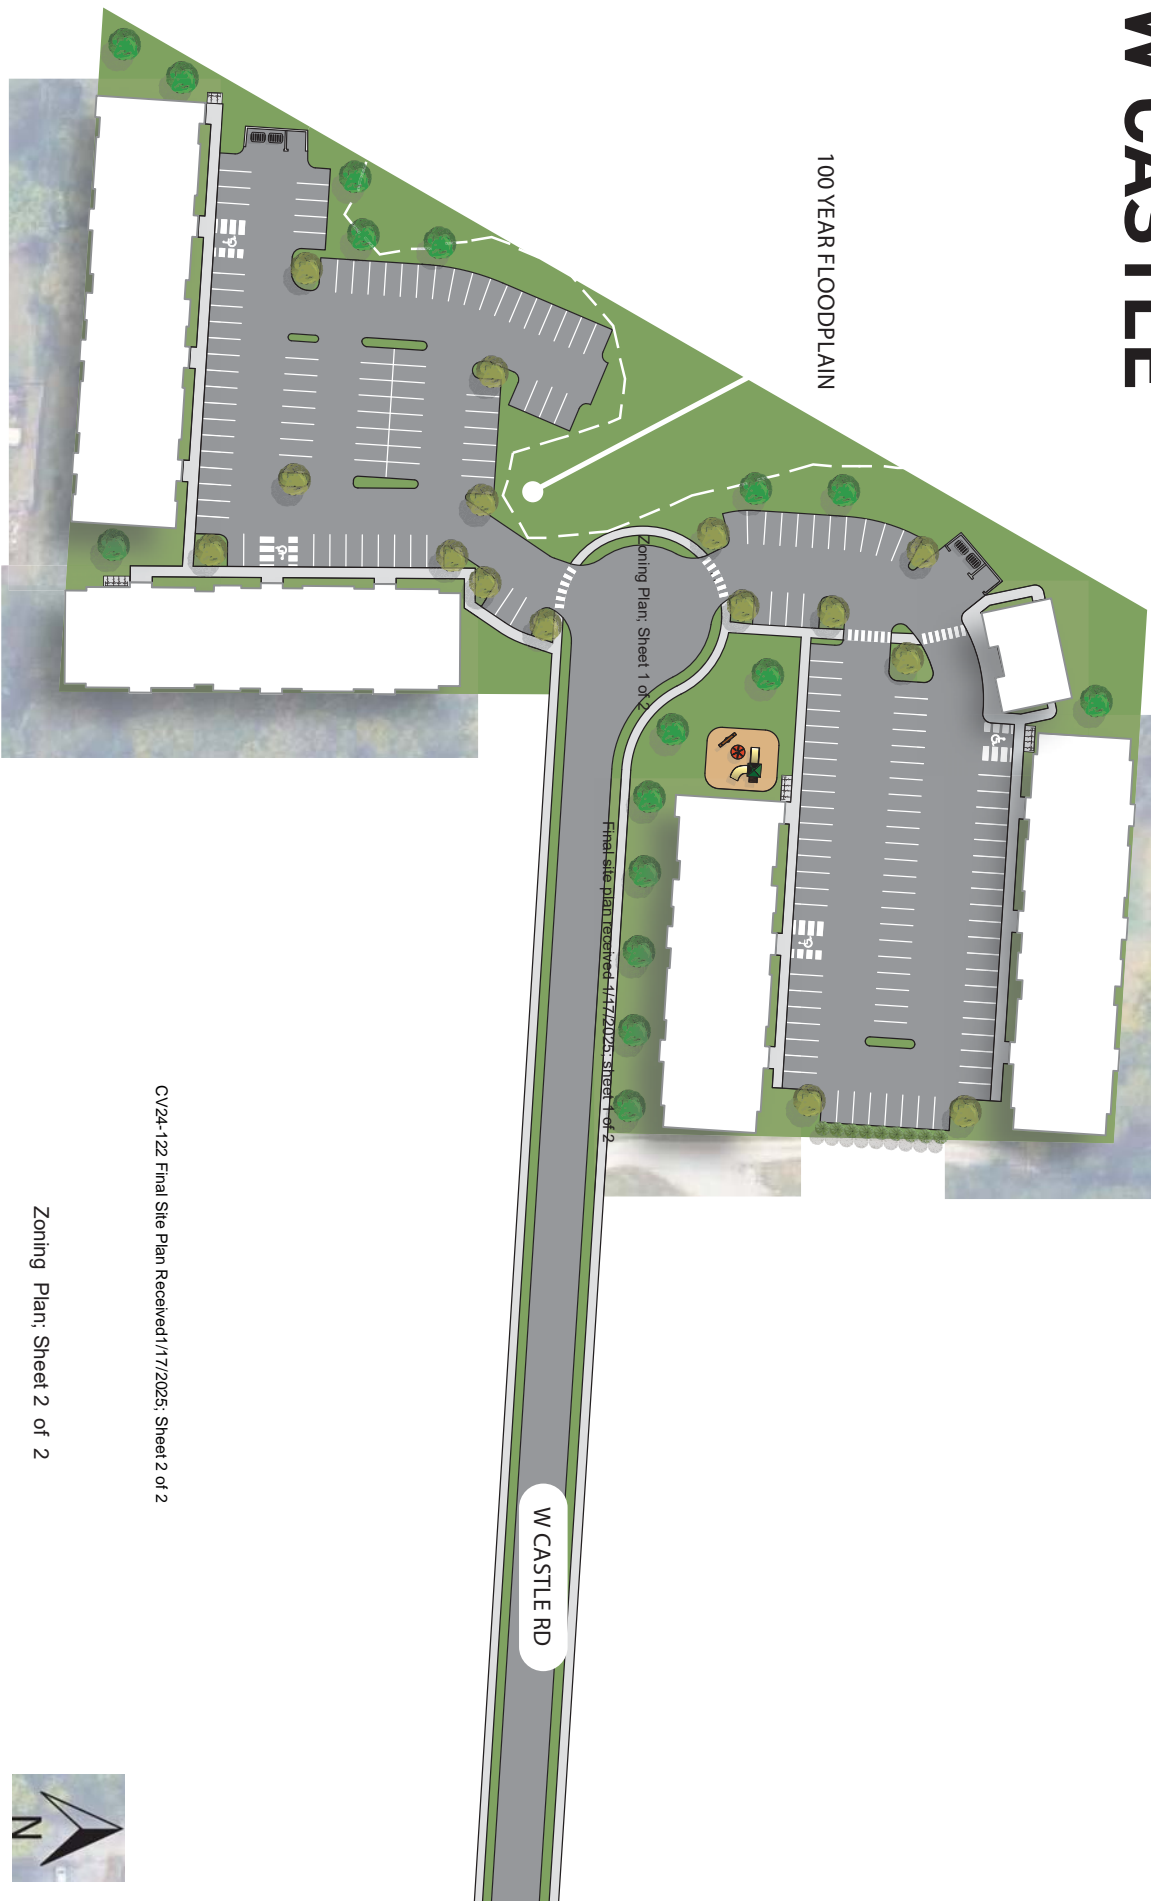 W CASTLE
100 YEAR FLOODPLAIN
Zoning Plan; Sheet 1 of 2
Final site plan received 1/17/2025; sheet 1 of 2
W CASTLE RD
CV24-122 Final Site Plan Received1/17/2025; Sheet 2 of 2
Zoning Plan; Sheet 2 of 2
N